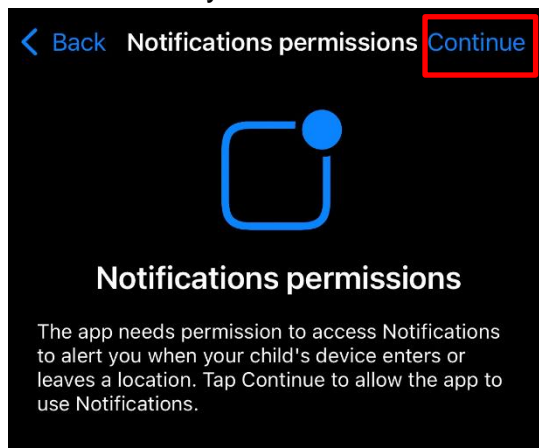 Back Notifications permissions Continue
Notifications permissions
The app needs permission to access Notifications
to alert you when your child's device enters or
leaves a location. Tap Continue to allow the app to
use Notifications.